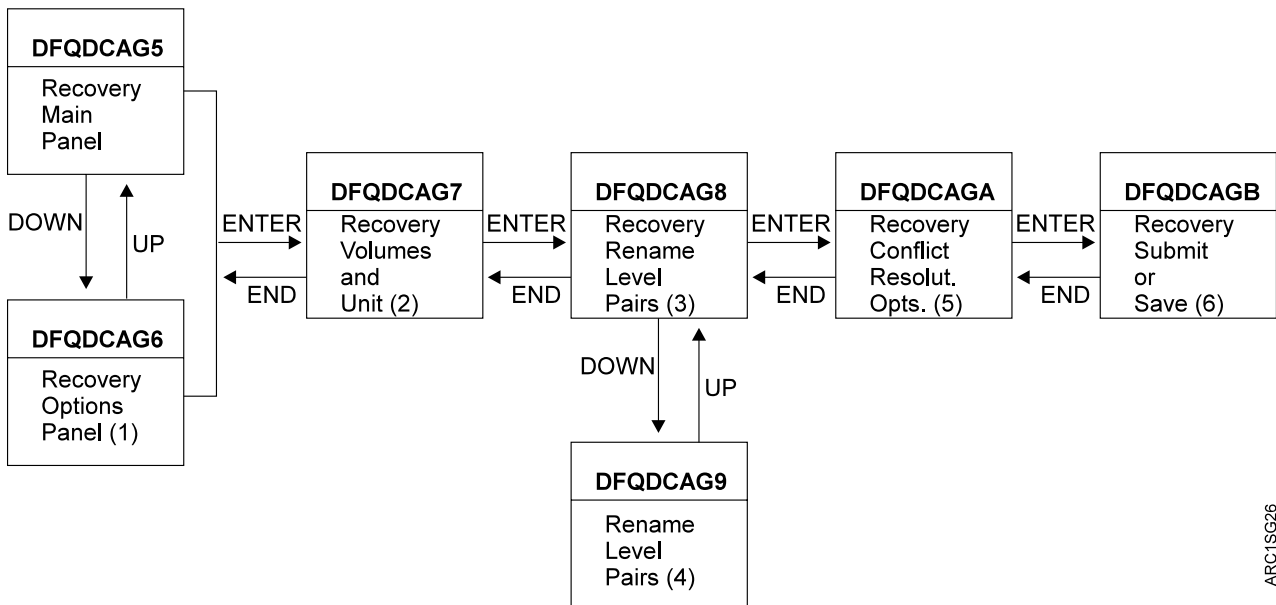 DFQDCAG5
Recovery
Main
Panel
DOWN
UP
DFQDCAG6
Recovery
Options
Panel (1)
ENTER
END
DFQDCAG7
Recovery
Volumes
and
Unit (2)
ENTER
END
DFQDCAG8
Recovery
Rename
Level
Pairs (3)
DOWN
UP
DFQDCAG9
Rename
Level
Pairs (4)
ENTER
END
DFQDCAGA
Recovery
Conflict
Resolut.
Opts. (5)
ENTER
END
DFQDCAGB
Recovery
Submit
or
Save (6)
ARC1SG26